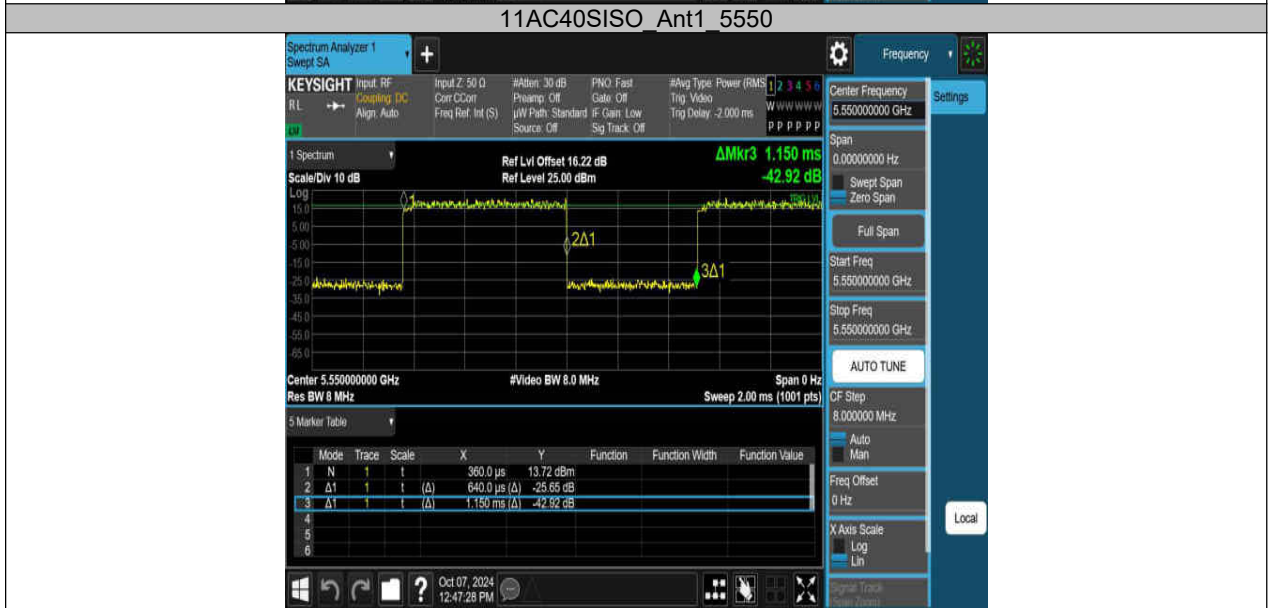 11AC40SISO_Ant1_5550
Spectrum Analyzer 1
Swept SA
+
Frequency
KEYSIGHT
RL
LM
Input: RF
Coupling: DC
Align: Auto
Input Z: 50 Ω
Corr CCorr
Freq Ref: Int (S)
#Atten: 30 dB
Preamp: Off
µW Path: Standard
Source: Off
PNO: Fast
Gate: Off
IF Gain: Low
Sig Track: Off
#Avg Type: Power (RMS
Trig: Video
Trig Delay: -2.000 ms
1 2 3 4 5 6
W W W W W W
P P P P P P
Center Frequency
5.550000000 GHz
Settings
1 Spectrum
Scale/Div 10 dB
Ref Lvl Offset 16.22 dB
Ref Level 25.00 dBm
ΔMkr3 1.150 ms
-42.92 dB
Span
0.00000000 Hz
Swept Span
Zero Span
Full Span
Start Freq
5.550000000 GHz
Stop Freq
5.550000000 GHz
AUTO TUNE
Log
15.0
5.00
-5.00
-15.0
-25.0
-35.0
-45.0
-55.0
-65.0
TRIG LVL
1
2Δ1
3Δ1
Center 5.550000000 GHz
#Video BW 8.0 MHz
Span 0 Hz
Res BW 8 MHz
Sweep 2.00 ms (1001 pts)
CF Step
8.000000 MHz
Auto
Man
Freq Offset
0 Hz
X Axis Scale
Log
Lin
Signal Track
(Span Zoom)
Local
5 Marker Table
Mode Trace Scale X Y Function Function Width Function Value
1 N 1 t 360.0 µs 13.72 dBm
2 Δ1 1 t (Δ) 640.0 µs (Δ) -25.65 dB
3 Δ1 1 t (Δ) 1.150 ms (Δ) -42.92 dB
4
5
6
?
Oct 07, 2024
12:47:28 PM